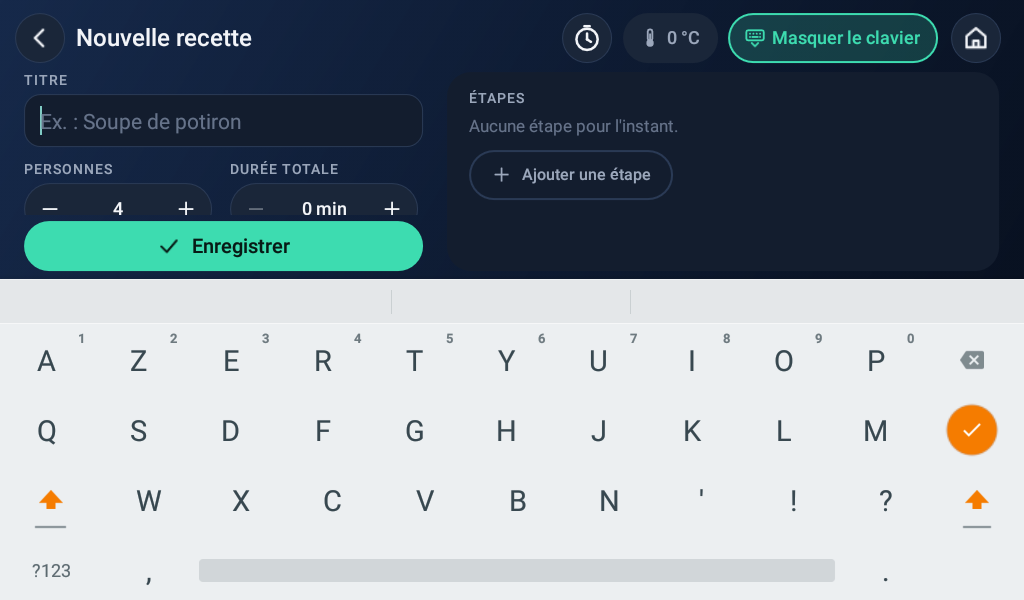 Nouvelle recette
0 °C
Masquer le clavier
TITRE
Ex. : Soupe de potiron
PERSONNES
DURÉE TOTALE
4
0 min
Enregistrer
ÉTAPES
Aucune étape pour l'instant.
Ajouter une étape
1 2 3 4 5 6 7 8 9 0
A Z E R T Y U I O P
Q S D F G H J K L M
W X C V B N ' ! ?
?123 , .